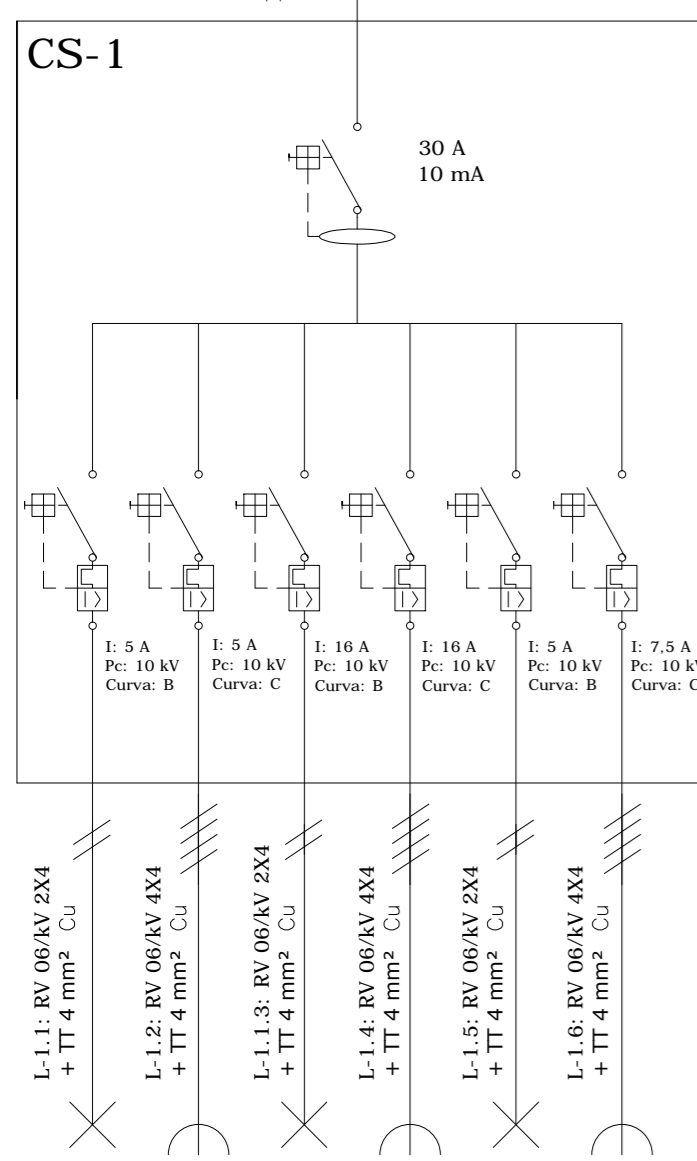 CS-1
30 A
10 mA
I: 5 A
Pc: 10 kV
Curva: B
I: 5 A
Pc: 10 kV
Curva: C
I: 16 A
Pc: 10 kV
Curva: B
I: 16 A
Pc: 10 kV
Curva: C
I: 5 A
Pc: 10 kV
Curva: B
I: 7,5 A
Pc: 10 kV
Curva: C
I>
I>
I>
I>
I>
I>
L-1.1: RV 06/kV 2X4
+ TT 4 mm² Cu
L-1.2: RV 06/kV 4X4
+ TT 4 mm² Cu
L-1.1.3: RV 06/kV 2X4
+ TT 4 mm² Cu
L-1.4: RV 06/kV 4X4
+ TT 4 mm² Cu
L-1.5: RV 06/kV 2X4
+ TT 4 mm² Cu
L-1.6: RV 06/kV 4X4
+ TT 4 mm² Cu